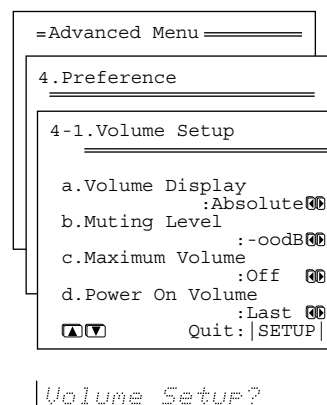 =Advanced Menu
4.Preference
4-1.Volume Setup
a.Volume Display
:Absolute
b.Muting Level
:-oodB
c.Maximum Volume
:Off
d.Power On Volume
:Last
Quit:|SETUP|
Volume Setup?